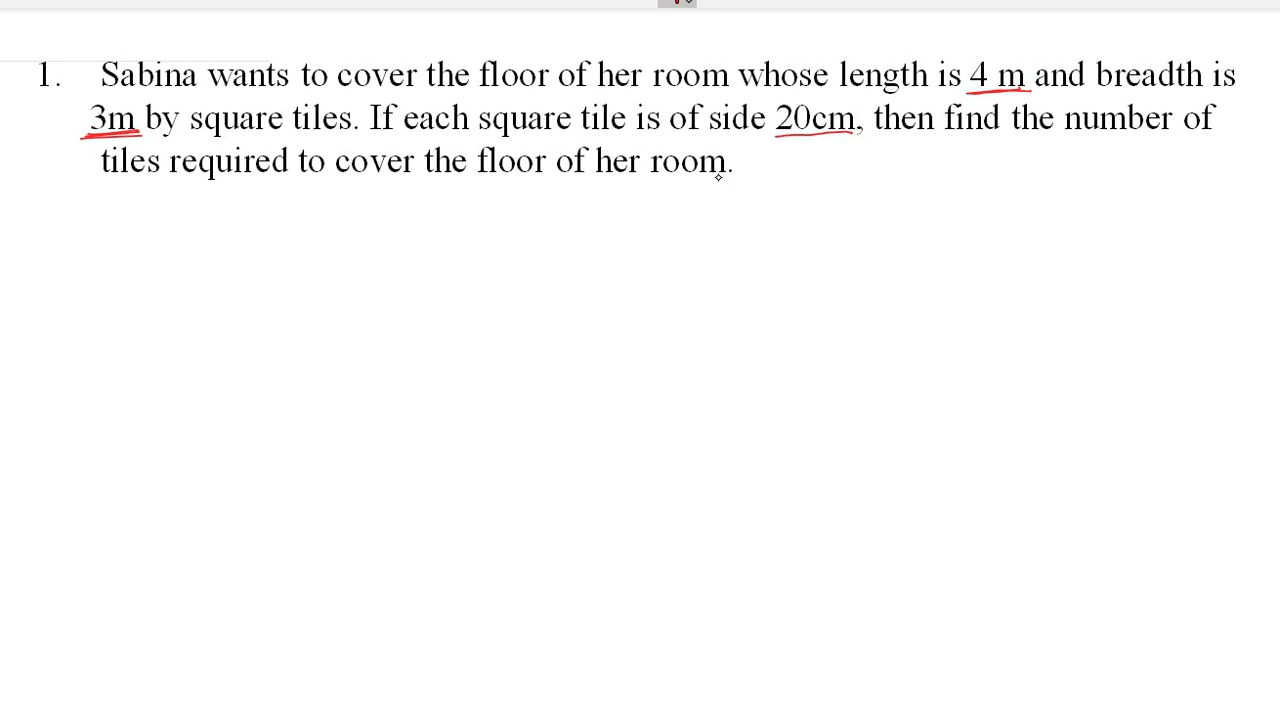 1. Sabina wants to cover the floor of her room whose length is 4 m and breadth is
3m by square tiles. If each square tile is of side 20cm, then find the number of
tiles required to cover the floor of her room.